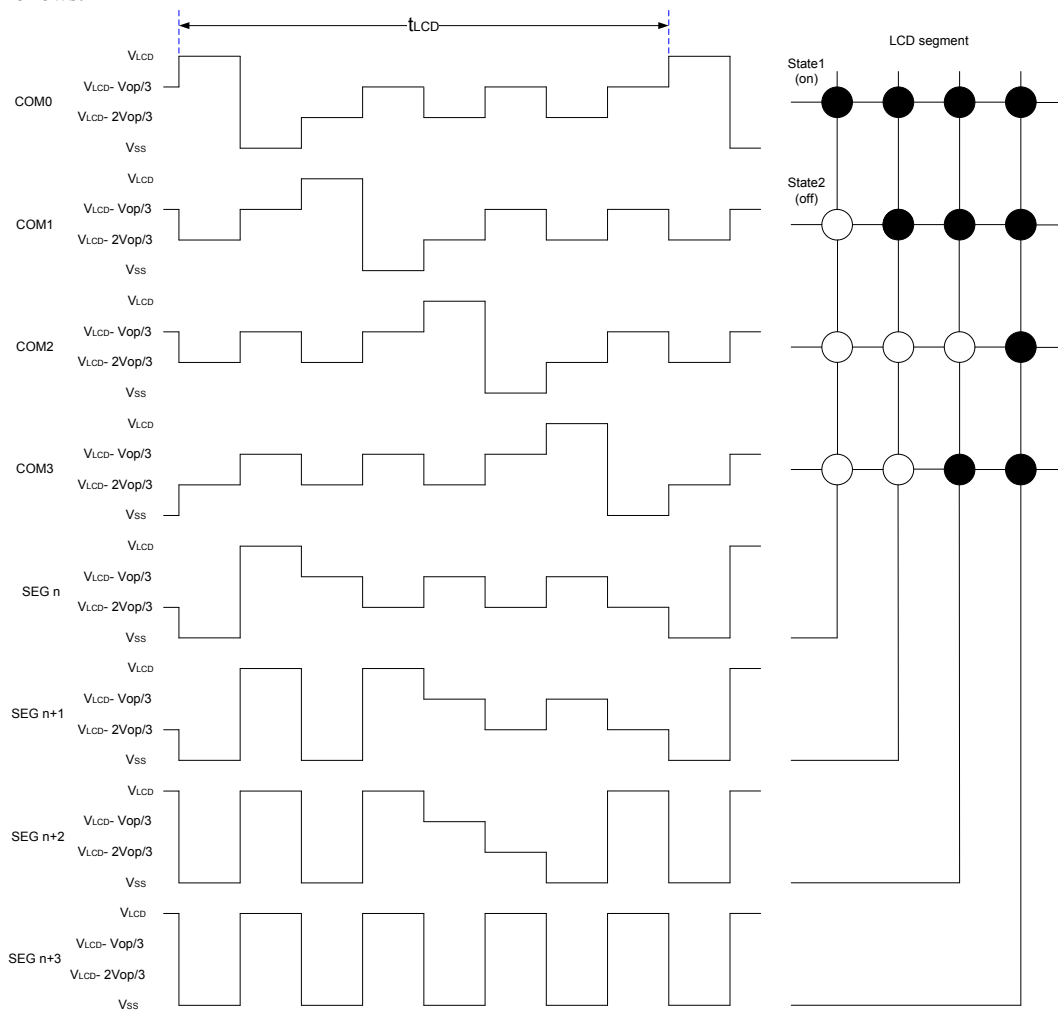 tLCD
LCD segment
VLCD
State1
(on)
COM0
VLCD- Vop/3
VLCD- 2Vop/3
VSS
VLCD
State2
(off)
COM1
VLCD- Vop/3
VLCD- 2Vop/3
VSS
VLCD
COM2
VLCD- Vop/3
VLCD- 2Vop/3
VSS
VLCD
COM3
VLCD- Vop/3
VLCD- 2Vop/3
VSS
VLCD
SEG n
VLCD- Vop/3
VLCD- 2Vop/3
VSS
VLCD
SEG n+1
VLCD- Vop/3
VLCD- 2Vop/3
VSS
VLCD
SEG n+2
VLCD- Vop/3
VLCD- 2Vop/3
VSS
VLCD
SEG n+3
VLCD- Vop/3
VLCD- 2Vop/3
VSS